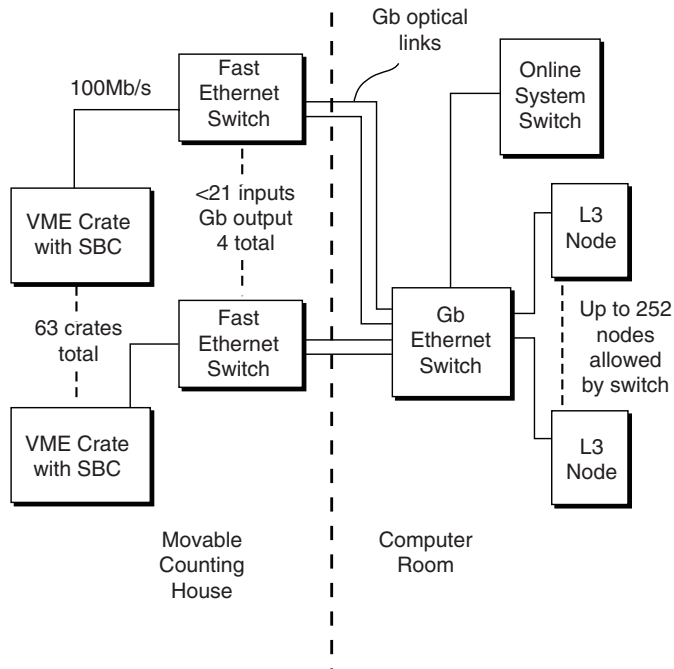 Gb optical
links
100Mb/s
Fast
Ethernet
Switch
Online
System
Switch
<21 inputs
Gb output
4 total
VME Crate
with SBC
L3
Node
63 crates
total
Fast
Ethernet
Switch
Gb
Ethernet
Switch
Up to 252
nodes
allowed
by switch
VME Crate
with SBC
L3
Node
Movable
Counting
House
Computer
Room